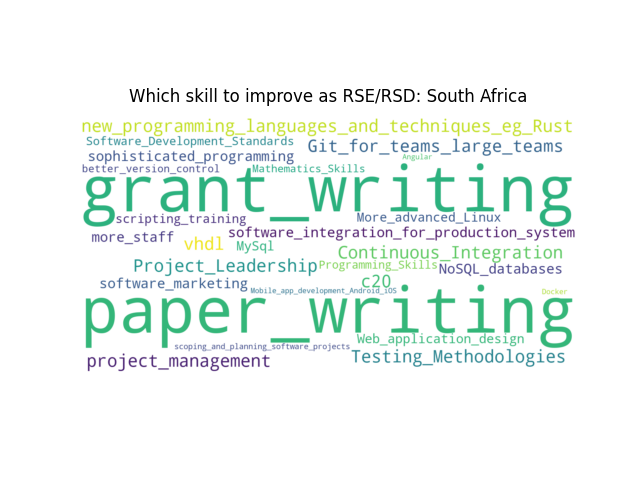 Which skill to improve as RSE/RSD: South Africa
new_programming_languages_and_techniques_eg_Rust
Software_Development_Standards
Git_for_teams_large_teams
sophisticated_programming
Angular
better_version_control
Mathematics_Skills
grant_writing
scripting_training
More_advanced_Linux
software_integration_for_production_system
more_staff
vhdl
MySql
Continuous_Integration
Project_Leadership
Programming_Skills
NoSQL_databases
c20
software_marketing
Mobile_app_development_Android_iOS
Docker
paper_writing
Web_application_design
scoping_and_planning_software_projects
project_management
Testing_Methodologies